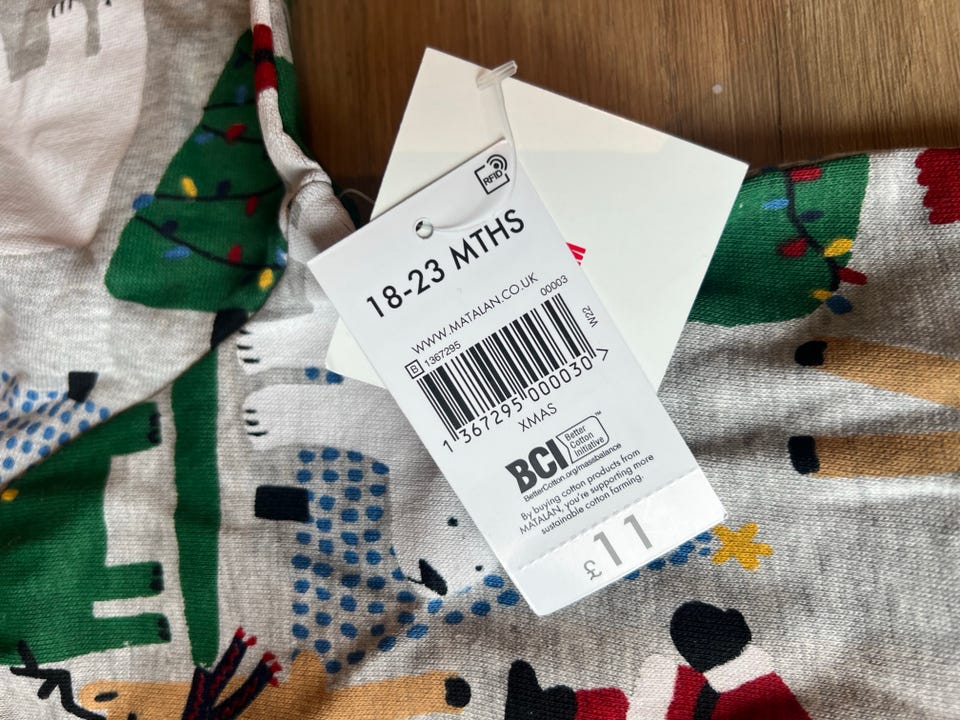 RFID
18-23 MTHS
WWW.MATALAN.CO.UK
B 1367295 00003
W22
1 367295 000030 >
XMAS
BCI Better Cotton Initiative™
BetterCotton.org/massbalance
By buying cotton products from
MATALAN, you're supporting more
sustainable cotton farming.
£11